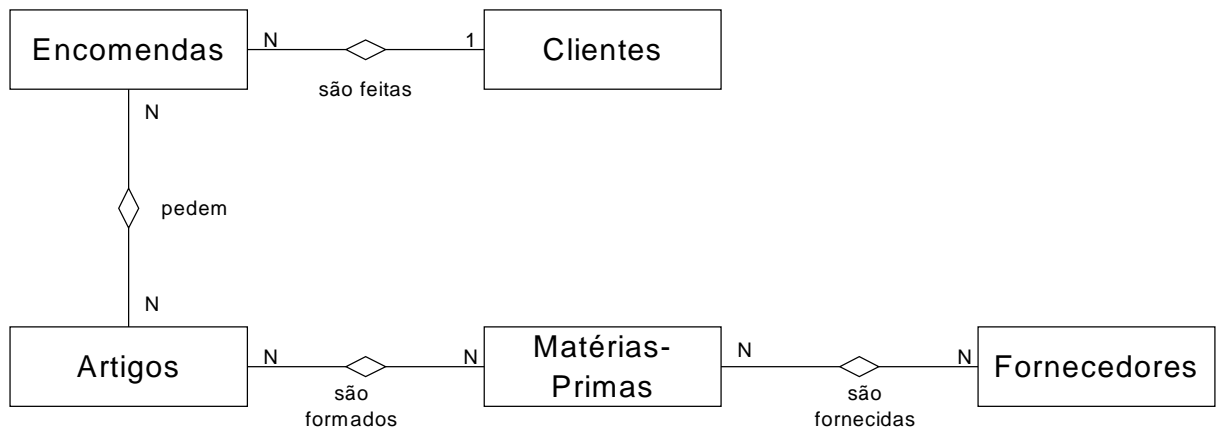 Encomendas
N
1
Clientes
são feitas
N
pedem
N
Artigos
N
são
formados
N
Matérias-
Primas
N
são
fornecidas
N
Fornecedores